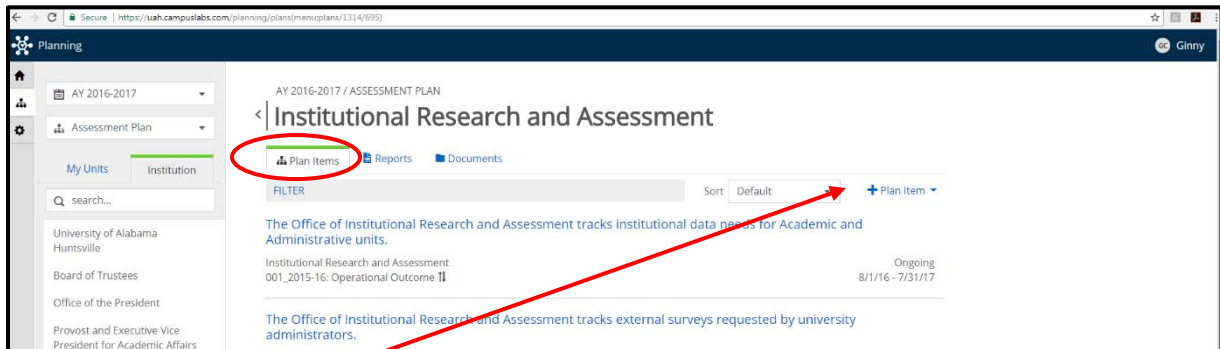 Secure | https://uah.campuslabs.com/planning/plans(menu:plans/1314/695)
Planning
GC Ginny
AY 2016-2017
Assessment Plan
My Units Institution
search...
University of Alabama
Huntsville
Board of Trustees
Office of the President
Provost and Executive Vice
President for Academic Affairs
AY 2016-2017 / ASSESSMENT PLAN
Institutional Research and Assessment
Plan Items Reports Documents
FILTER Sort Default + Plan Item
The Office of Institutional Research and Assessment tracks institutional data needs for Academic and
Administrative units.
Institutional Research and Assessment Ongoing
001_2015-16: Operational Outcome 8/1/16 - 7/31/17
The Office of Institutional Research and Assessment tracks external surveys requested by university
administrators.